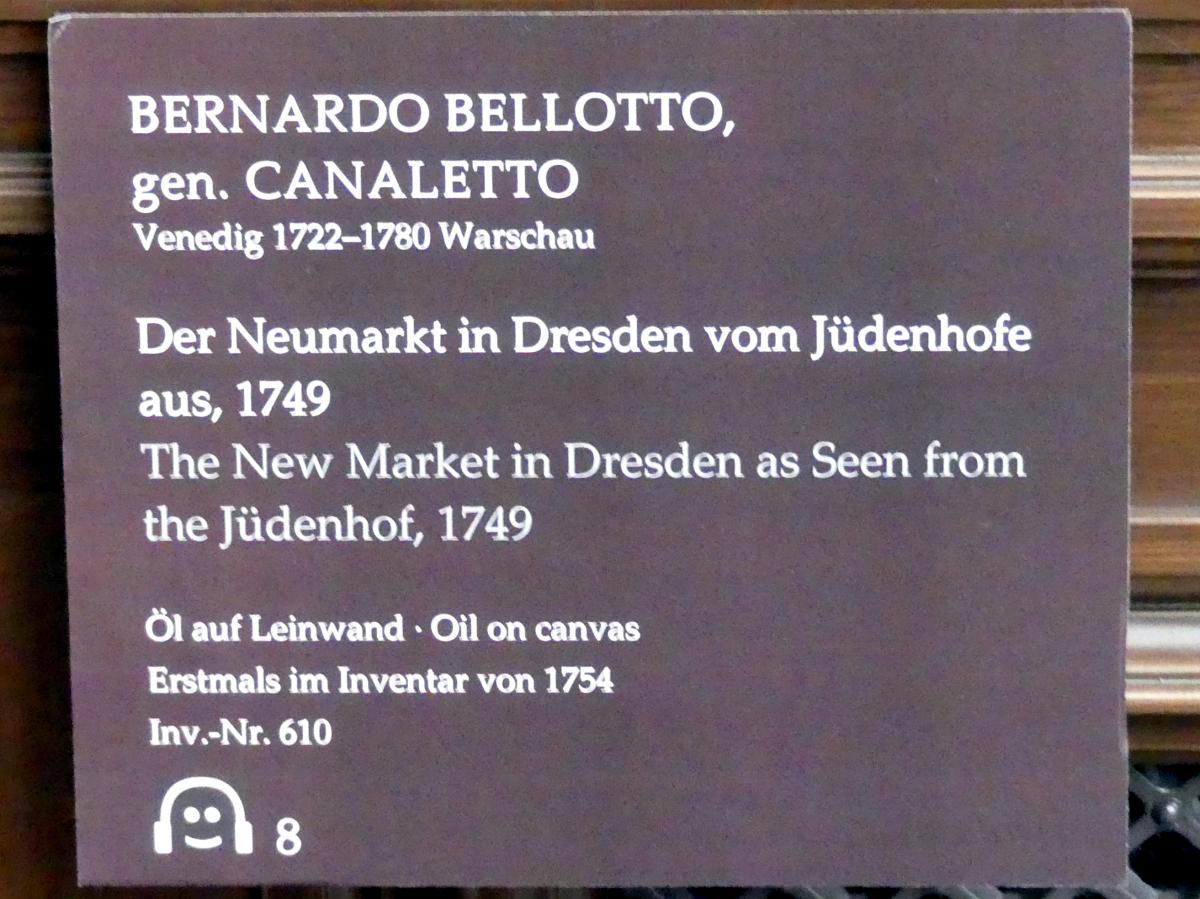 BERNARDO BELLOTTO,
gen. CANALETTO
Venedig 1722–1780 Warschau
Der Neumarkt in Dresden vom Jüdenhofe
aus, 1749
The New Market in Dresden as Seen from
the Jüdenhof, 1749
Öl auf Leinwand · Oil on canvas
Erstmals im Inventar von 1754
Inv.-Nr. 610
8